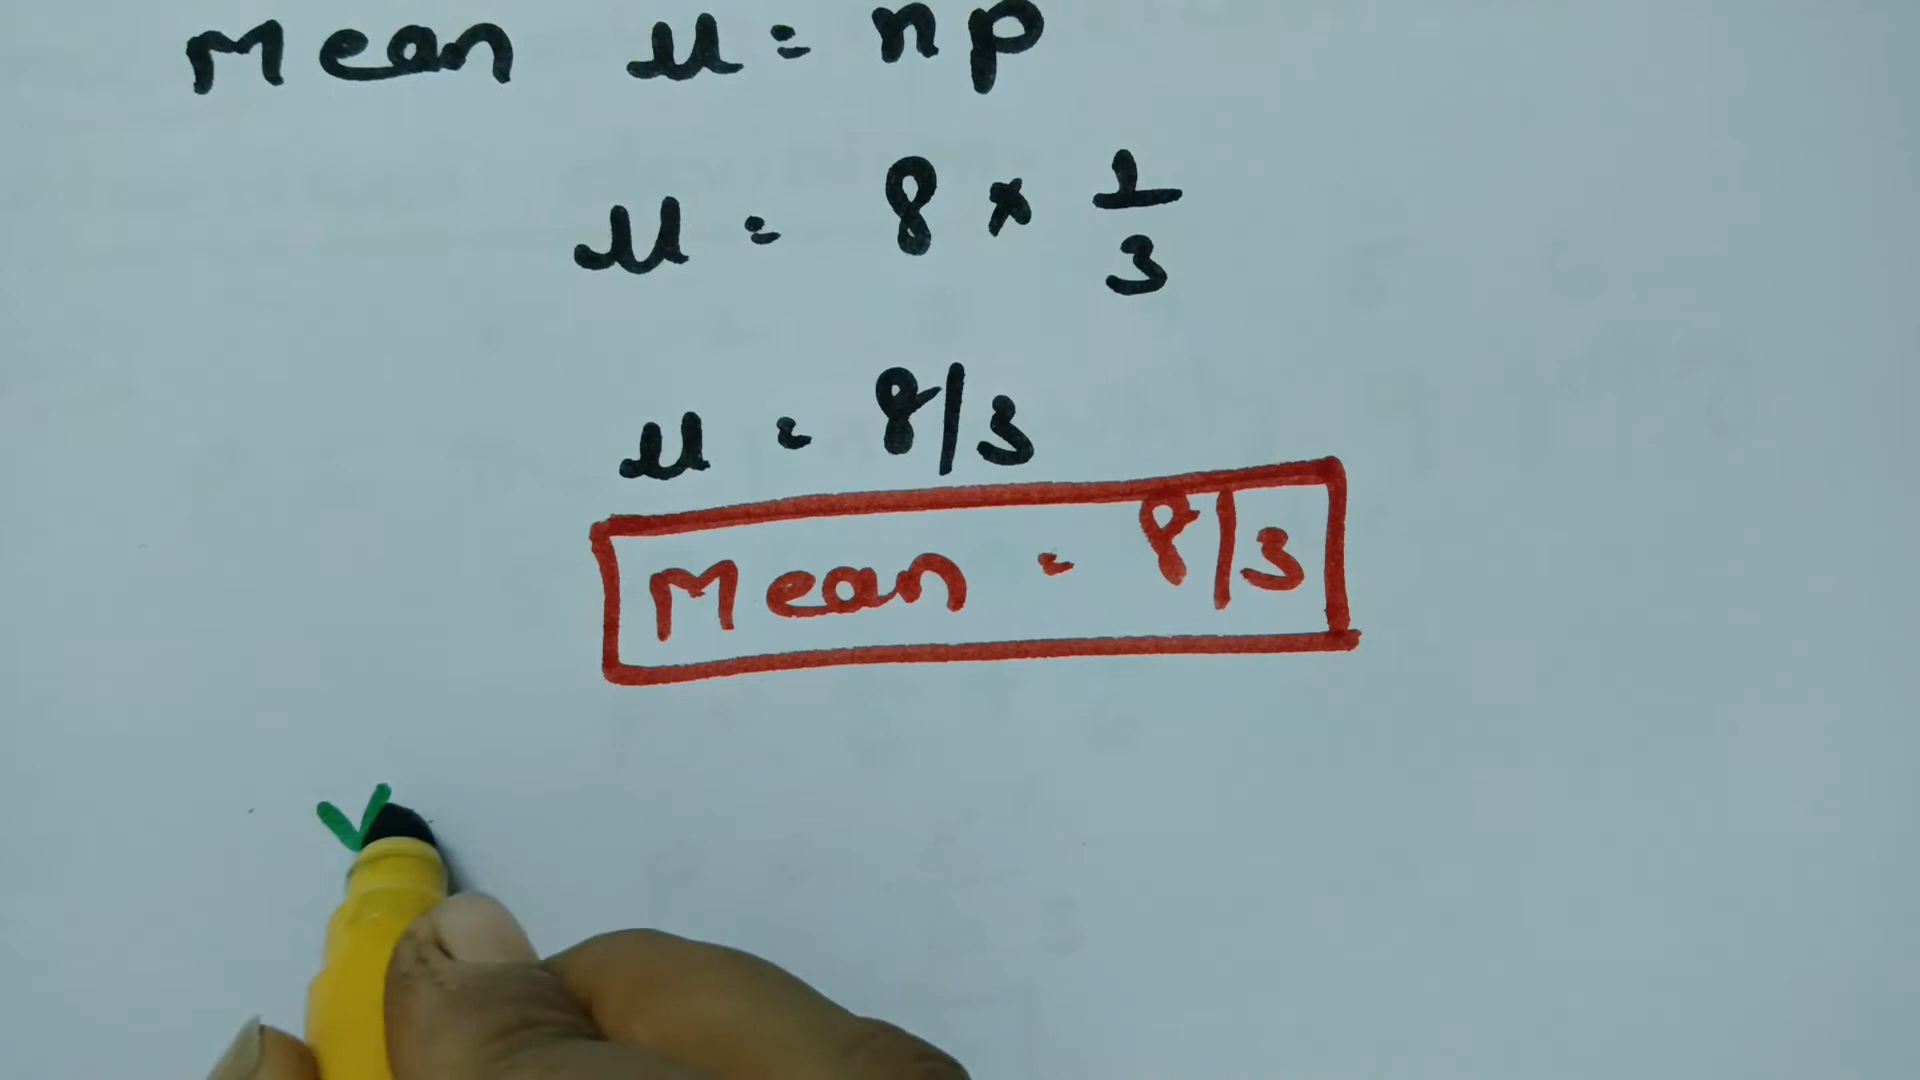 Mean μ = np
μ = 8 × 1/3
μ = 8/3
Mean = 8/3